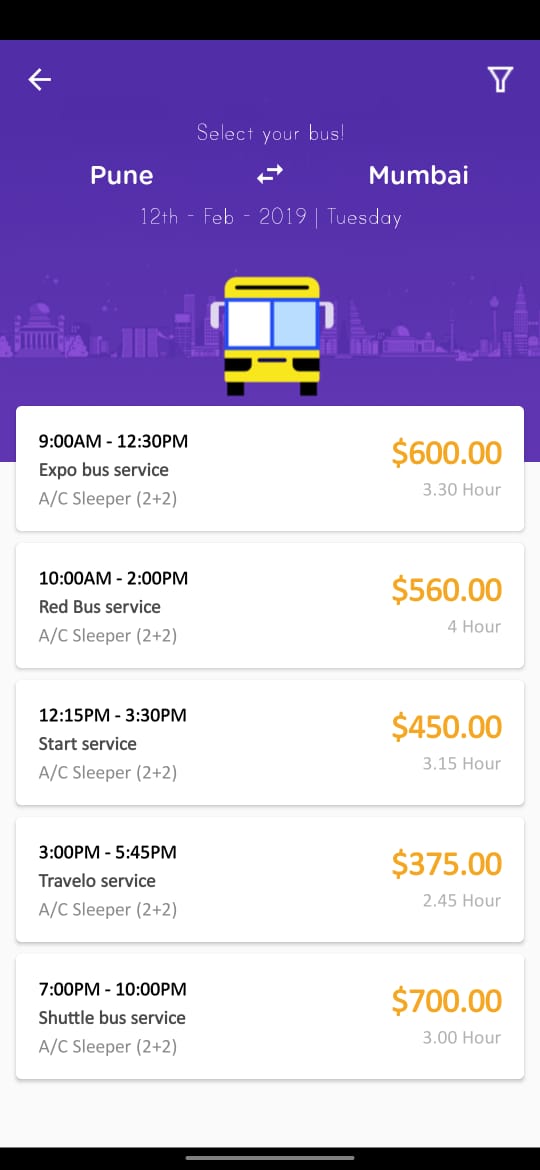 Select your bus!
Pune Mumbai
12th - Feb - 2019 | Tuesday
9:00AM - 12:30PM
Expo bus service
A/C Sleeper (2+2)
$600.00
3.30 Hour
10:00AM - 2:00PM
Red Bus service
A/C Sleeper (2+2)
$560.00
4 Hour
12:15PM - 3:30PM
Start service
A/C Sleeper (2+2)
$450.00
3.15 Hour
3:00PM - 5:45PM
Travelo service
A/C Sleeper (2+2)
$375.00
2.45 Hour
7:00PM - 10:00PM
Shuttle bus service
A/C Sleeper (2+2)
$700.00
3.00 Hour